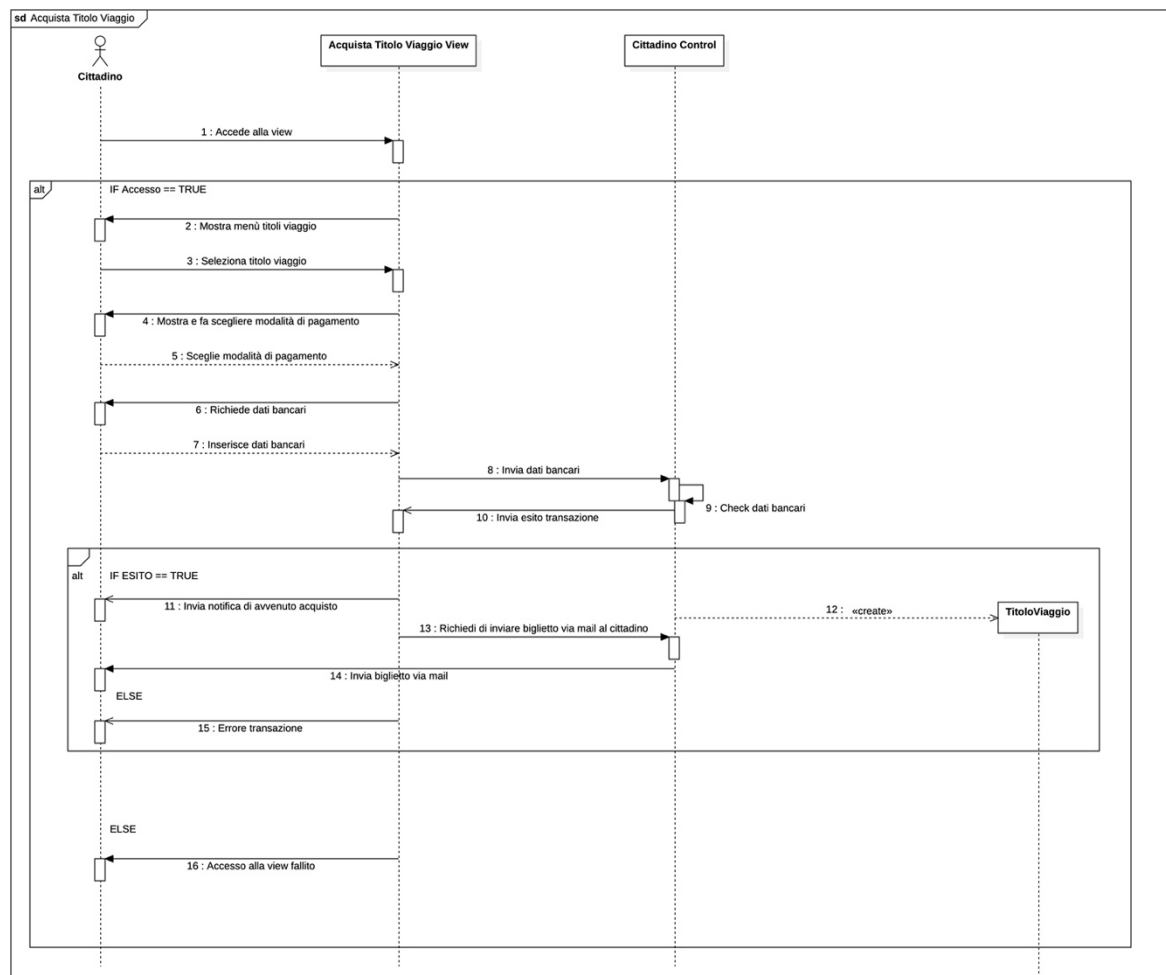 sd Acquista Titolo Viaggio
Cittadino
Acquista Titolo Viaggio View
Cittadino Control
1 : Accede alla view
alt
IF Accesso == TRUE
2 : Mostra menù titoli viaggio
3 : Seleziona titolo viaggio
4 : Mostra e fa scegliere modalità di pagamento
5 : Sceglie modalità di pagamento
6 : Richiede dati bancari
7 : Inserisce dati bancari
8 : Invia dati bancari
9 : Check dati bancari
10 : Invia esito transazione
alt
IF ESITO == TRUE
11 : Invia notifica di avvenuto acquisto
12 : «create»
TitoloViaggio
13 : Richiedi di inviare biglietto via mail al cittadino
14 : Invia biglietto via mail
ELSE
15 : Errore transazione
ELSE
16 : Accesso alla view fallito